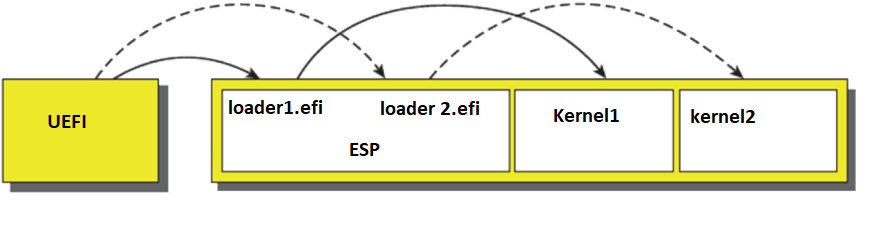 UEFI
loader1.efi
loader 2.efi
ESP
Kernel1
kernel2